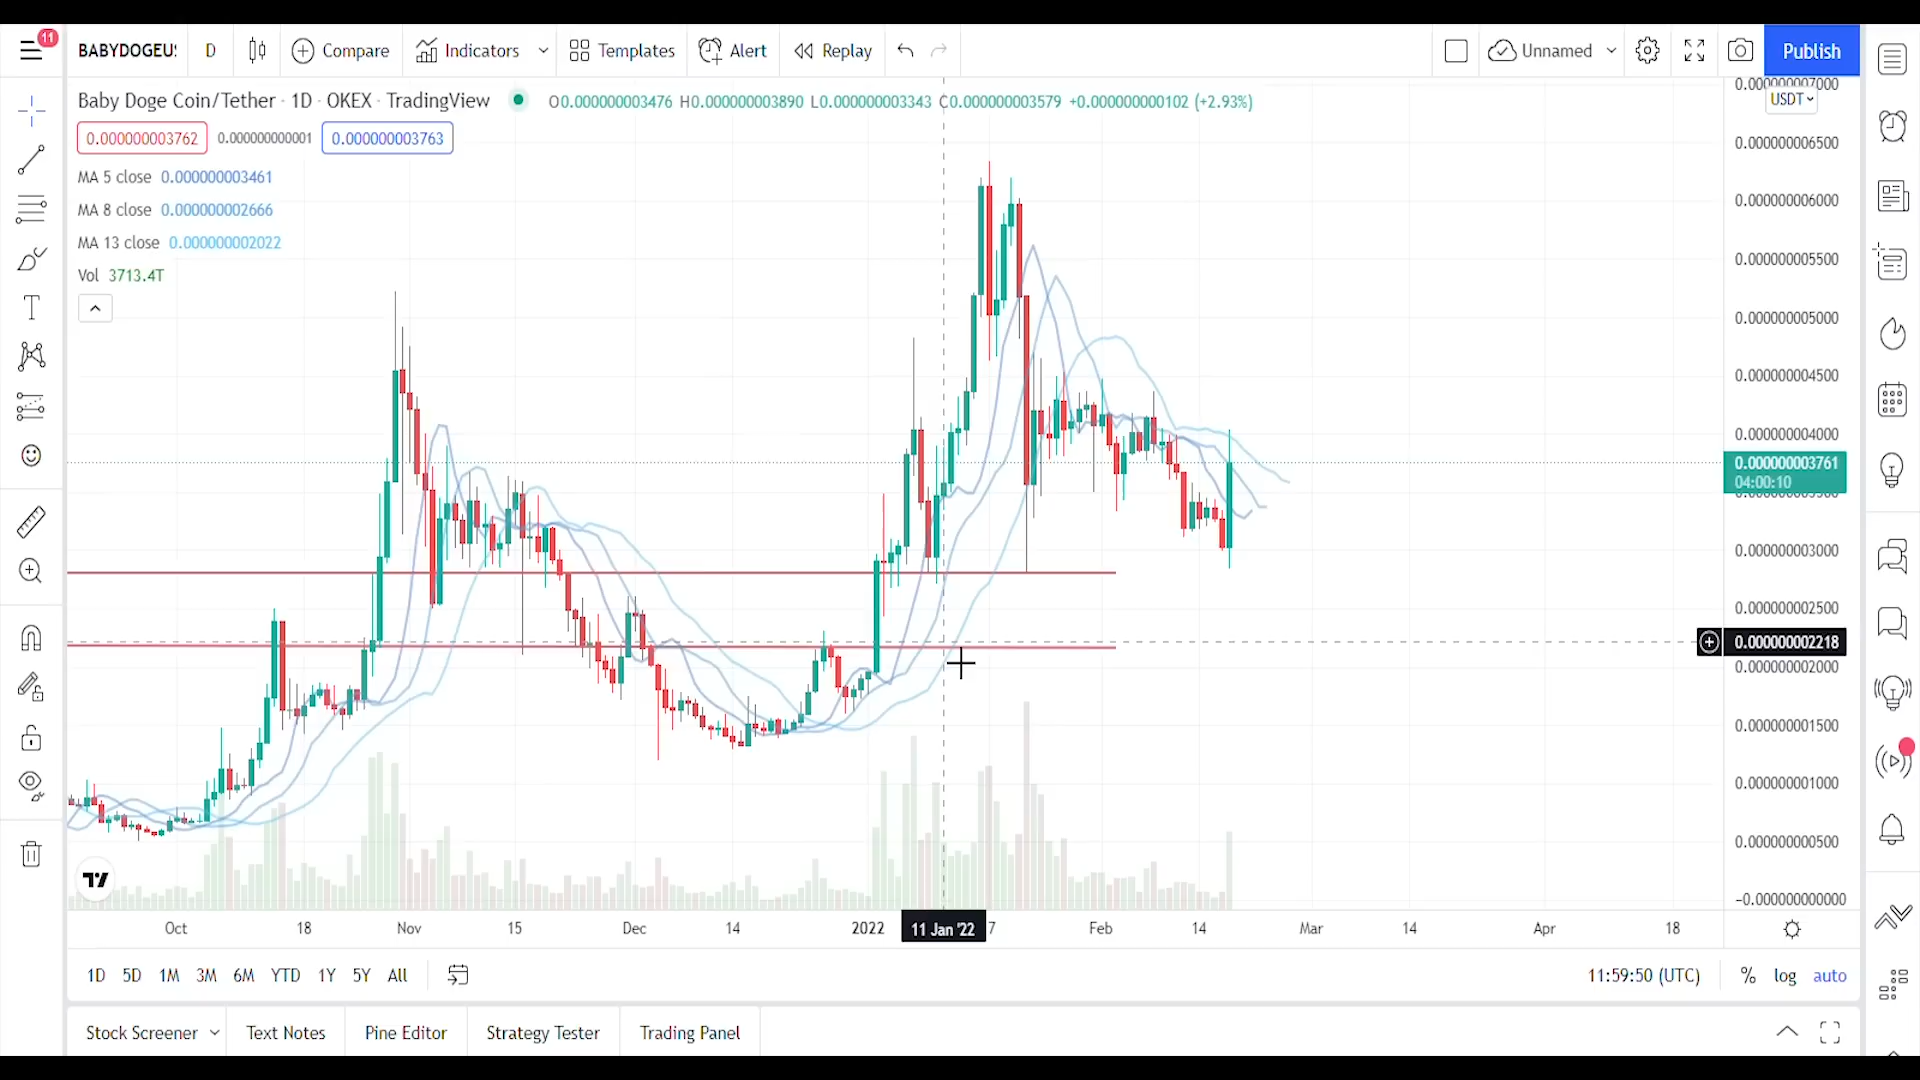 11
BABYDOGEU!
D
Compare
Indicators
Templates
Alert
Replay
Unnamed
Publish
Baby Doge Coin/Tether · 1D · OKEX · TradingView
O0.000000003476 H0.000000003890 L0.000000003343 C0.000000003579 +0.000000000102 (+2.93%)
0.000000003762
0.000000000001
0.000000003763
MA 5 close 0.000000003461
MA 8 close 0.000000002666
MA 13 close 0.000000002022
Vol 3713.4T
USDT
0.000000006500
0.000000006000
0.000000005500
0.000000005000
0.000000004500
0.000000004000
0.000000003761
04:00:10
0.000000003000
0.000000002500
0.000000002218
0.000000002000
0.000000001500
0.000000001000
0.000000000500
-0.000000000000
Oct
18
Nov
15
Dec
14
2022
11 Jan '22
7
Feb
14
Mar
14
Apr
18
1D 5D 1M 3M 6M YTD 1Y 5Y All
11:59:50 (UTC)
% log auto
Stock Screener
Text Notes
Pine Editor
Strategy Tester
Trading Panel